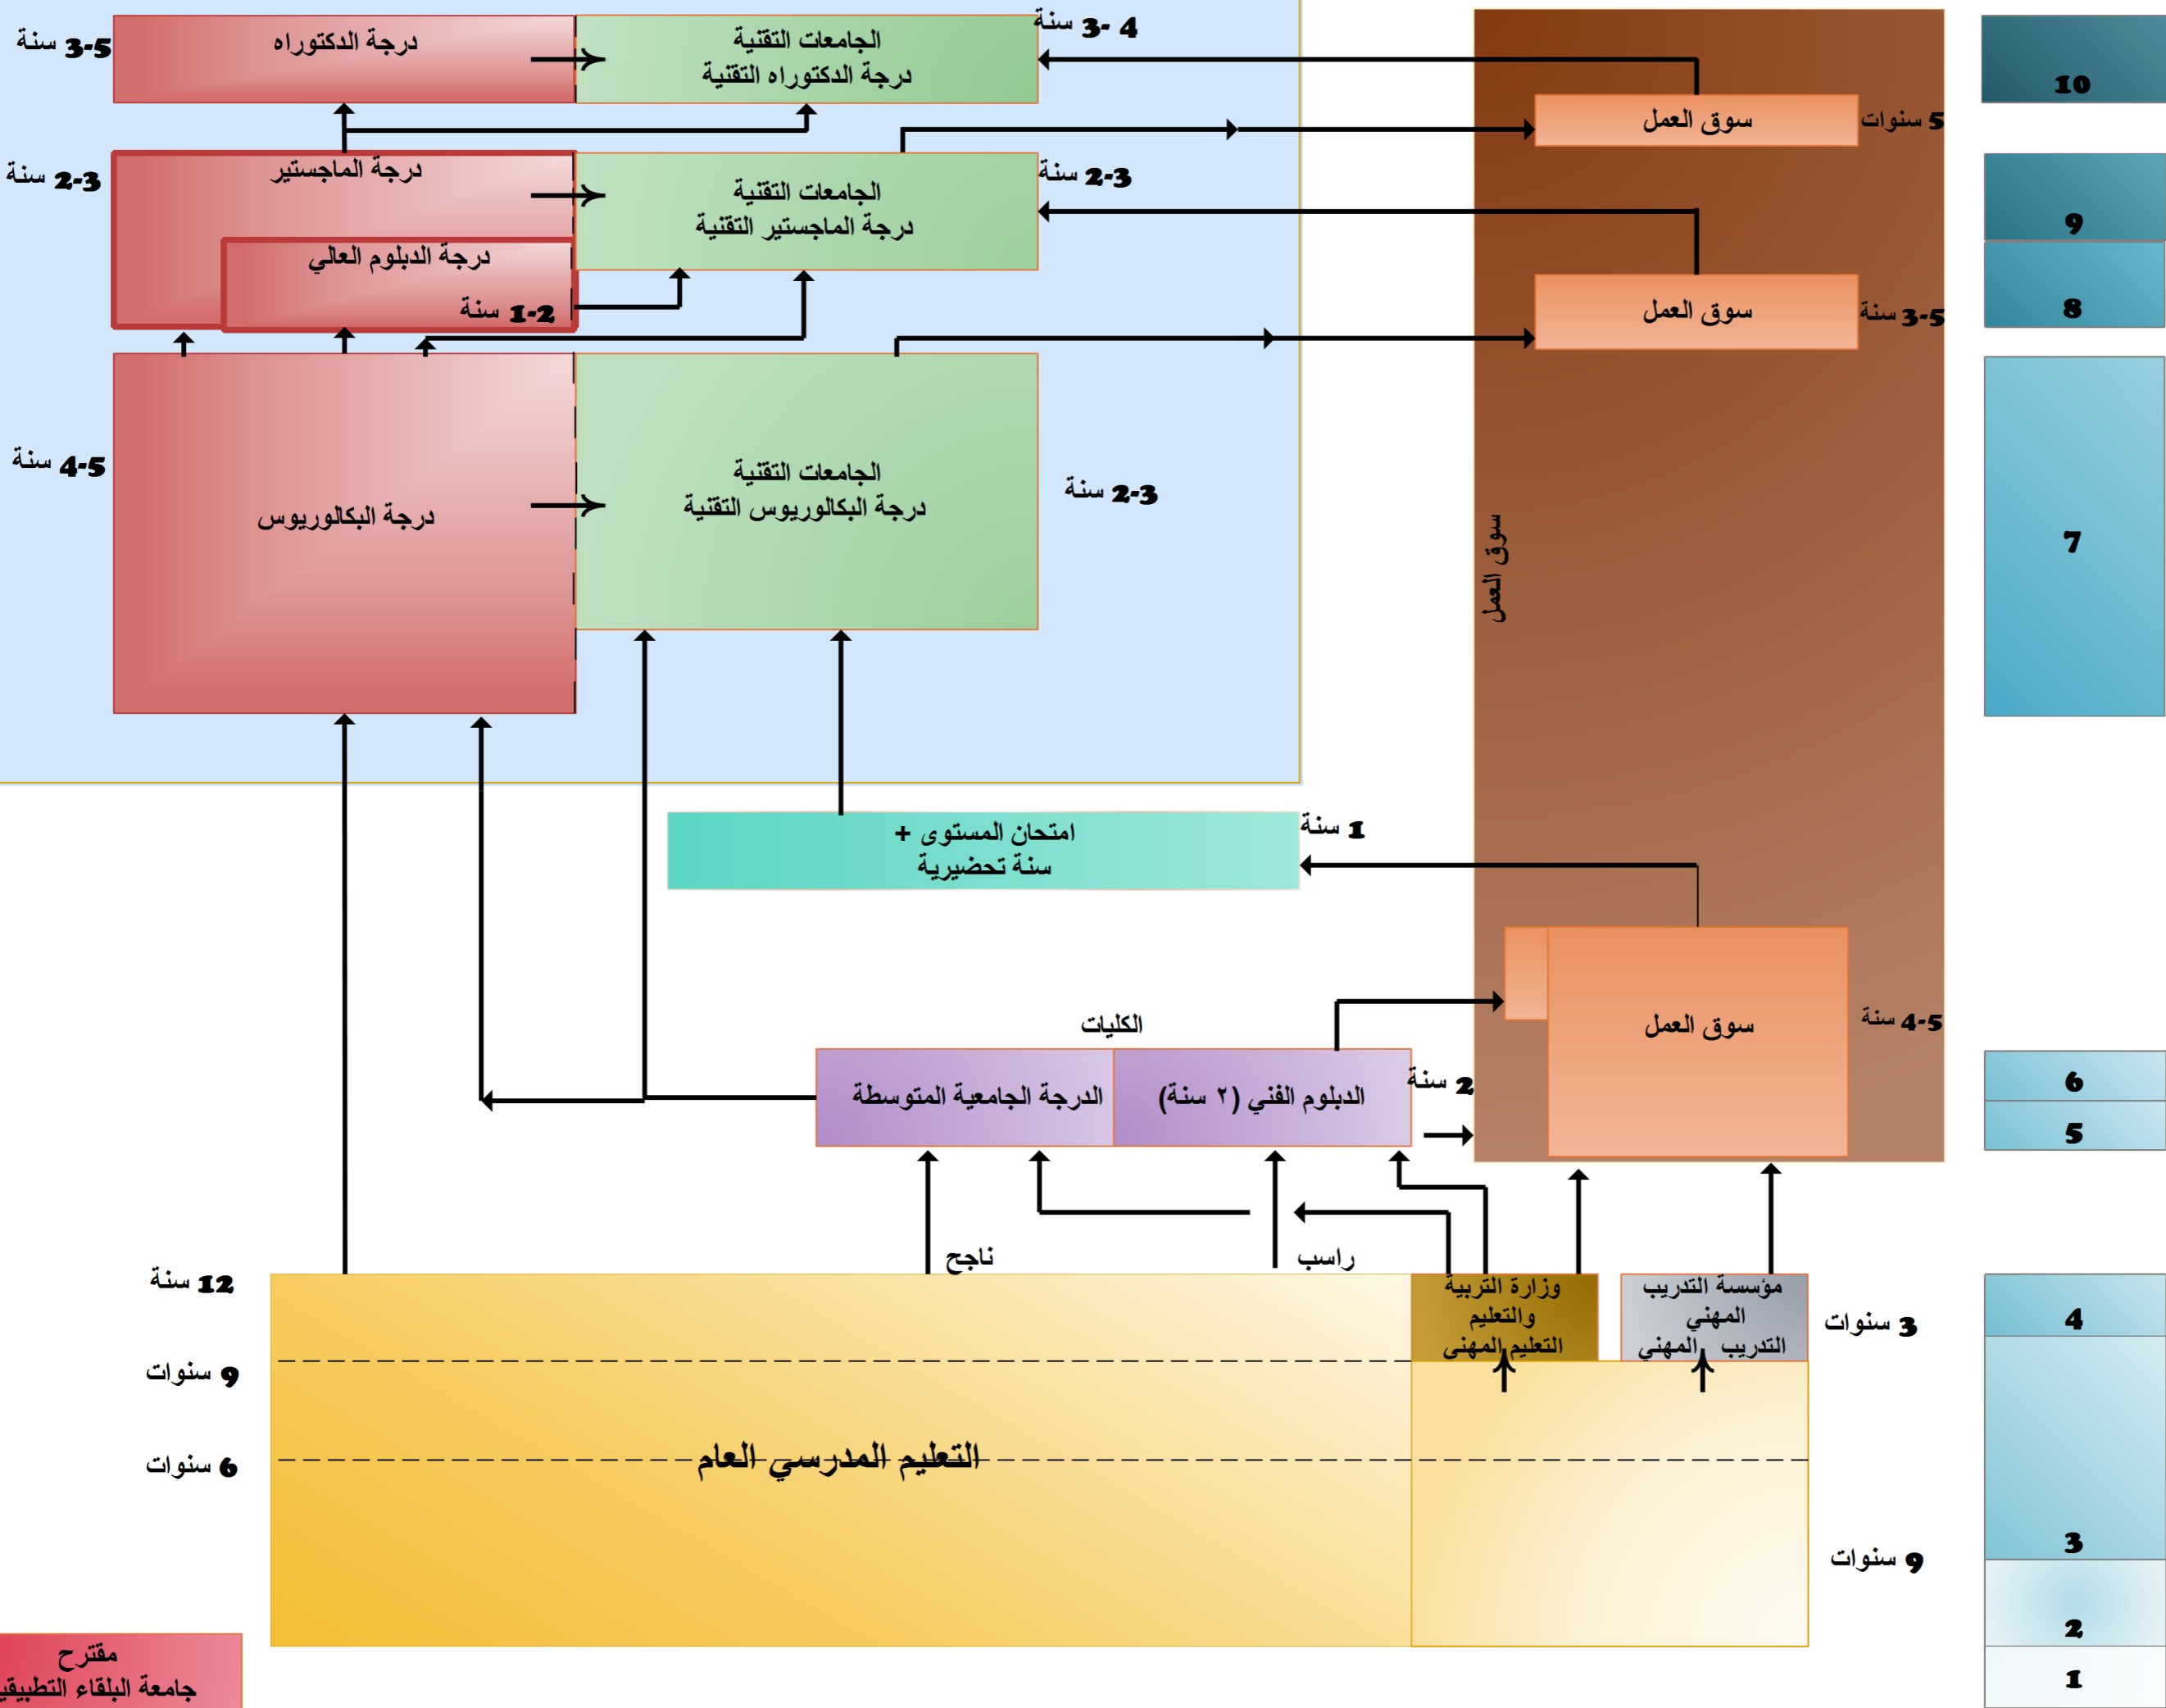 درجة الدكتوراه
3-5 سنة
الجامعات التقنية
درجة الدكتوراه التقنية
3- 4 سنة
10
سوق العمل
5 سنوات
درجة الماجستير
2-3 سنة
الجامعات التقنية
درجة الماجستير التقنية
2-3 سنة
9
درجة الدبلوم العالي
1-2 سنة
سوق العمل
3-5 سنة
8
درجة البكالوريوس
4-5 سنة
الجامعات التقنية
درجة البكالوريوس التقنية
2-3 سنة
سوق العمل
7
امتحان المستوى +
سنة تحضيرية
1 سنة
سوق العمل
4-5 سنة
الكليات
الدرجة الجامعية المتوسطة
الدبلوم الفني (٢ سنة)
2 سنة
6
5
ناجح
راسب
12 سنة
وزارة التربية
والتعليم
التعليم المهني
مؤسسة التدريب
المهني
التدريب المهني
3 سنوات
4
9 سنوات
6 سنوات
التعليم المدرسي العام
9 سنوات
3
2
1
مقترح
جامعة البلقاء التطبيقي